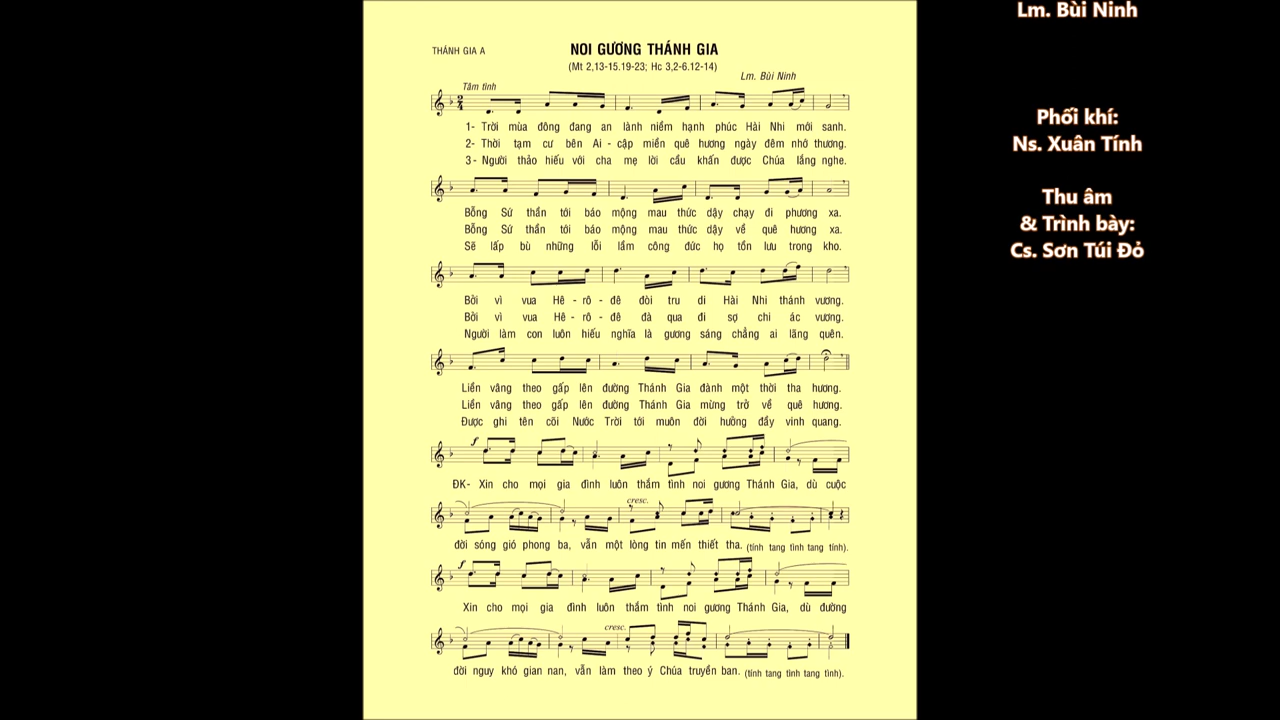 THÁNH GIA A
NOI GƯƠNG THÁNH GIA
(Mt 2,13-15.19-23; Hc 3,2-6.12-14)
Lm. Bùi Ninh
Tâm tình
1- Trời mùa đông đang an lành niềm hạnh phúc Hài Nhi mới sanh.
2- Thời tạm cư bên Ai - cập miền quê hương ngày đêm nhớ thương.
3 - Người thảo hiếu với cha mẹ lời cầu khấn được Chúa lắng nghe.
Bỗng Sứ thần tới báo mộng mau thức dậy chạy đi phương xa.
Bỗng Sứ thần tới báo mộng mau thức dậy về quê hương xa.
Sẽ lấp bù những lỗi lầm công đức họ tồn lưu trong kho.
Bởi vì vua Hê - rô - đê đòi tru di Hài Nhi thánh vương.
Bởi vì vua Hê - rô - đê đà qua đi sợ chi ác vương.
Người làm con luôn hiếu nghĩa là gương sáng chẳng ai lãng quên.
Liền vâng theo gấp lên đường Thánh Gia đành một thời tha hương.
Liền vâng theo gấp lên đường Thánh Gia mừng trở về quê hương.
Được ghi tên cõi Nước Trời tới muôn đời hưởng đầy vinh quang.
f
ĐK- Xin cho mọi gia đình luôn thắm tình noi gương Thánh Gia, dù cuộc
cresc.
đời sóng gió phong ba, vẫn một lòng tin mến thiết tha. (tính tang tình tang tính).
f
Xin cho mọi gia đình luôn thắm tình noi gương Thánh Gia, dù đường
cresc.
đời nguy khó gian nan, vẫn làm theo ý Chúa truyền ban. (tính tang tình tang tình).
Lm. Bùi Ninh
Phối khí:
Ns. Xuân Tính
Thu âm
& Trình bày:
Cs. Sơn Túi Đỏ